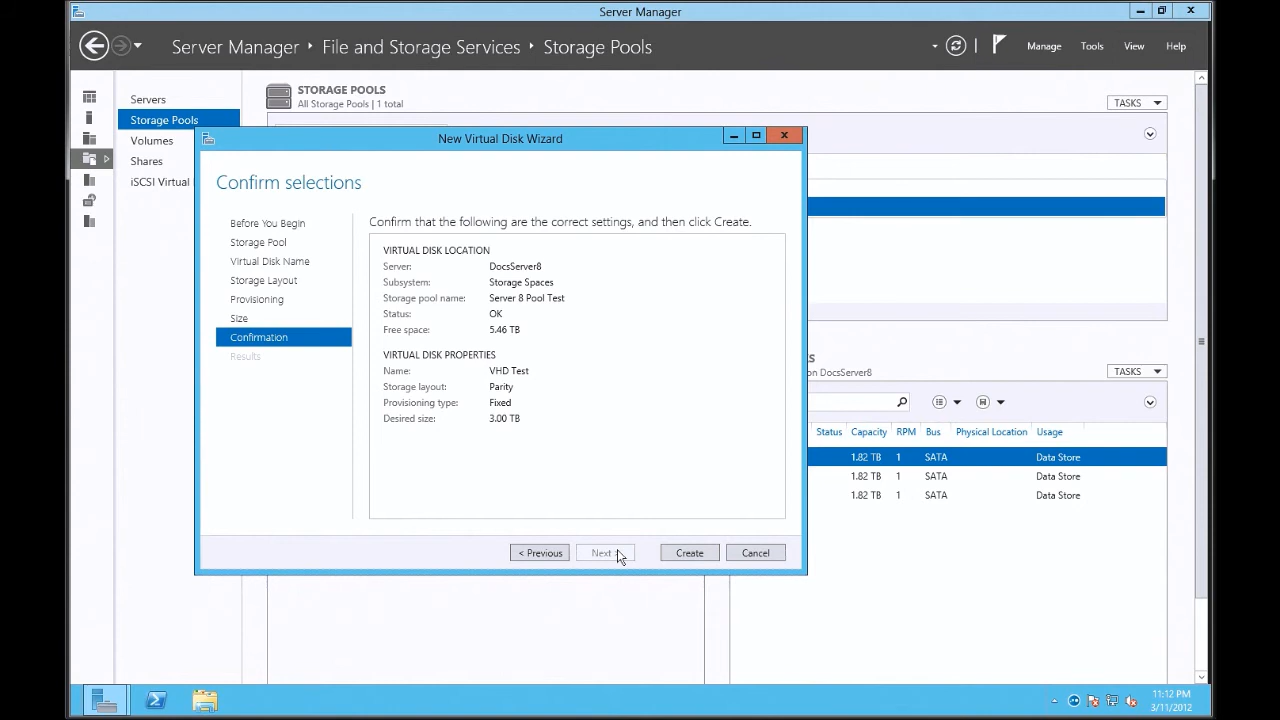 Server Manager
Server Manager ‣ File and Storage Services ‣ Storage Pools
Manage Tools View Help
Servers
Storage Pools
Volumes
Shares
iSCSI Virtual
STORAGE POOLS
All Storage Pools | 1 total
TASKS
New Virtual Disk Wizard
Confirm selections
Before You Begin
Storage Pool
Virtual Disk Name
Storage Layout
Provisioning
Size
Confirmation
Results
Confirm that the following are the correct settings, and then click Create.
VIRTUAL DISK LOCATION
Server: DocsServer8
Subsystem: Storage Spaces
Storage pool name: Server 8 Pool Test
Status: OK
Free space: 5.46 TB
VIRTUAL DISK PROPERTIES
Name: VHD Test
Storage layout: Parity
Provisioning type: Fixed
Desired size: 3.00 TB
< Previous Next > Create Cancel
on DocsServer8
TASKS
Status Capacity RPM Bus Physical Location Usage
1.82 TB 1 SATA Data Store
1.82 TB 1 SATA Data Store
1.82 TB 1 SATA Data Store
11:12 PM
3/11/2012